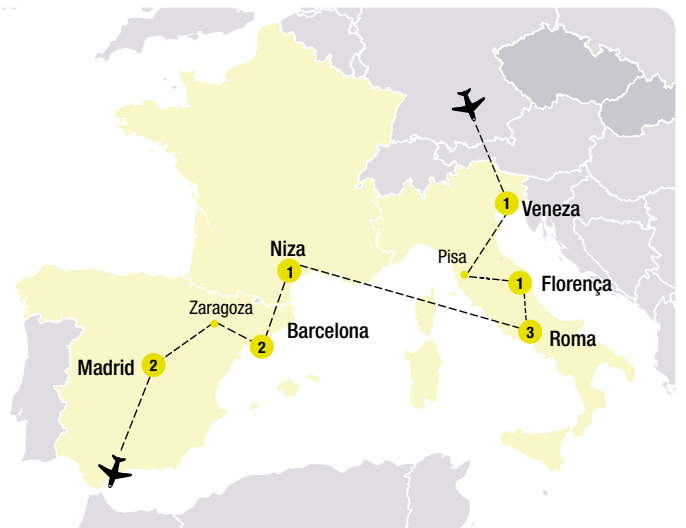 1
Veneza
Pisa
1
Florença
Niza
1
Zaragoza
Barcelona
2
3
Roma
Madrid
2